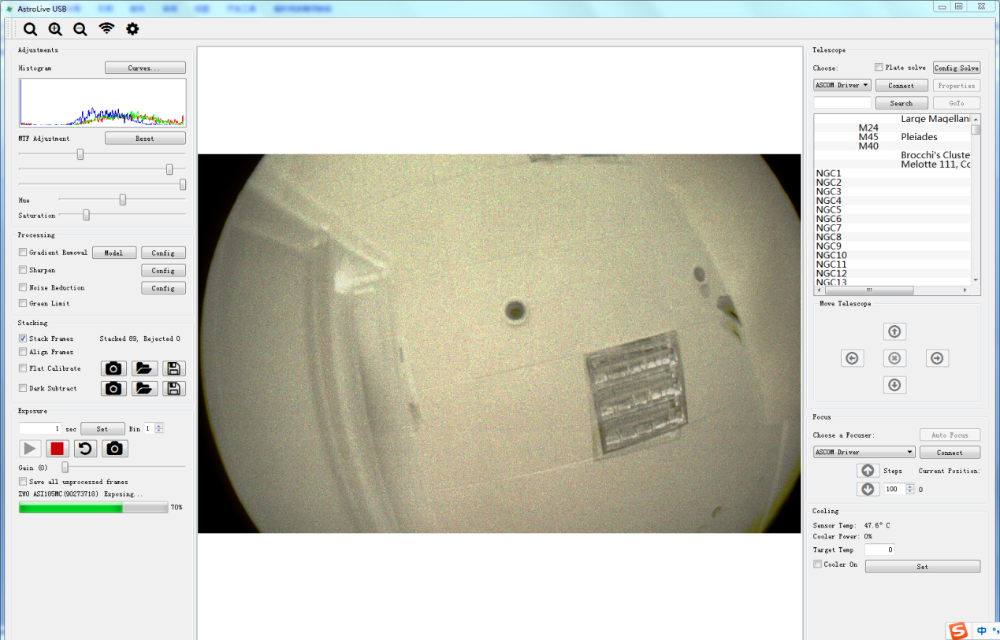 AstroLive USB
Adjustments
Histogram
Curves...
MTF Adjustment
Reset
Hue
Saturation
Processing
Gradient Removal
Model
Config
Sharpen
Config
Noise Reduction
Config
Green Limit
Stacking
Stack Frames
Stacked 89, Rejected 0
Align Frames
Flat Calibrate
Dark Subtract
Exposure
1 sec
Set
Bin 1
Gain (0)
Save all unprocessed frames
ZWO ASI185MC(90273718) Exposing...
70%
Telescope
Choose:
Plate solve
Config Solve
ASCOM Driver
Connect
Properties
Search
GoTo
Large Magellani
M24
M45 Pleiades
M40
Brocchi's Cluste
Melotte 111, Co
NGC1
NGC2
NGC3
NGC4
NGC5
NGC6
NGC7
NGC8
NGC9
NGC10
NGC11
NGC12
NGC13
Move Telescope
Focus
Choose a Focuser:
Auto Focus
ASCOM Driver
Connect
Steps
Current Position:
100
0
Cooling
Sensor Temp: 47.6° C
Cooler Power: 0%
Target Temp 0
Cooler On
Set
S 中